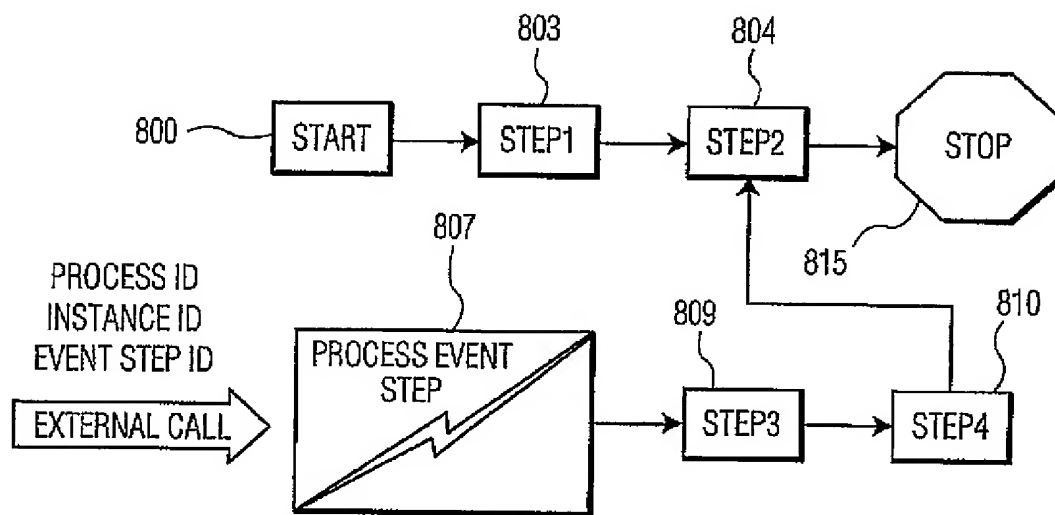 803
804
800
START
STEP1
STEP2
STOP
815
PROCESS ID
INSTANCE ID
EVENT STEP ID
EXTERNAL CALL
807
PROCESS EVENT
STEP
809
STEP3
810
STEP4